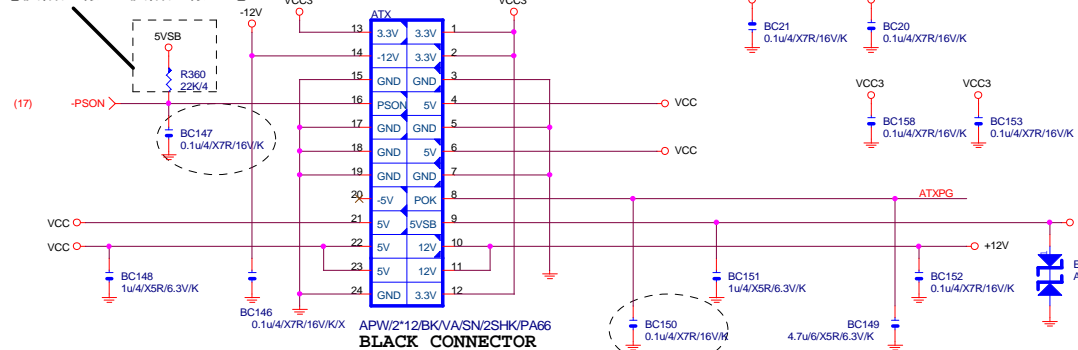 -12V
VCC3
ATX
VCC3
5VSB
R360
22K/4
(17)
-PSON
BC147
0.1u/4/X7R/16V/K
13 3.3V 3.3V 1
14 -12V 3.3V 2
15 GND GND 3
16 PSON 5V 4
17 GND GND 5
18 GND 5V 6
19 GND GND 7
20 -5V POK 8
21 5V 5VSB 9
22 5V 12V 10
23 5V 12V 11
24 GND 3.3V 12
VCC
VCC
ATXPG
VCC
VCC
+12V
BC148
1u/4/X5R/6.3V/K
BC146
0.1u/4/X7R/16V/K/X
APW/2*12/BK/VA/SN/2SHK/PA66
BLACK CONNECTOR
BC150
0.1u/4/X7R/16V/K
BC151
1u/4/X5R/6.3V/K
BC149
4.7u/6/X5R/6.3V/K
BC152
0.1u/4/X7R/16V/K
BC21
0.1u/4/X7R/16V/K
BC20
0.1u/4/X7R/16V/K
VCC3
BC158
0.1u/4/X7R/16V/K
VCC3
BC153
0.1u/4/X7R/16V/K